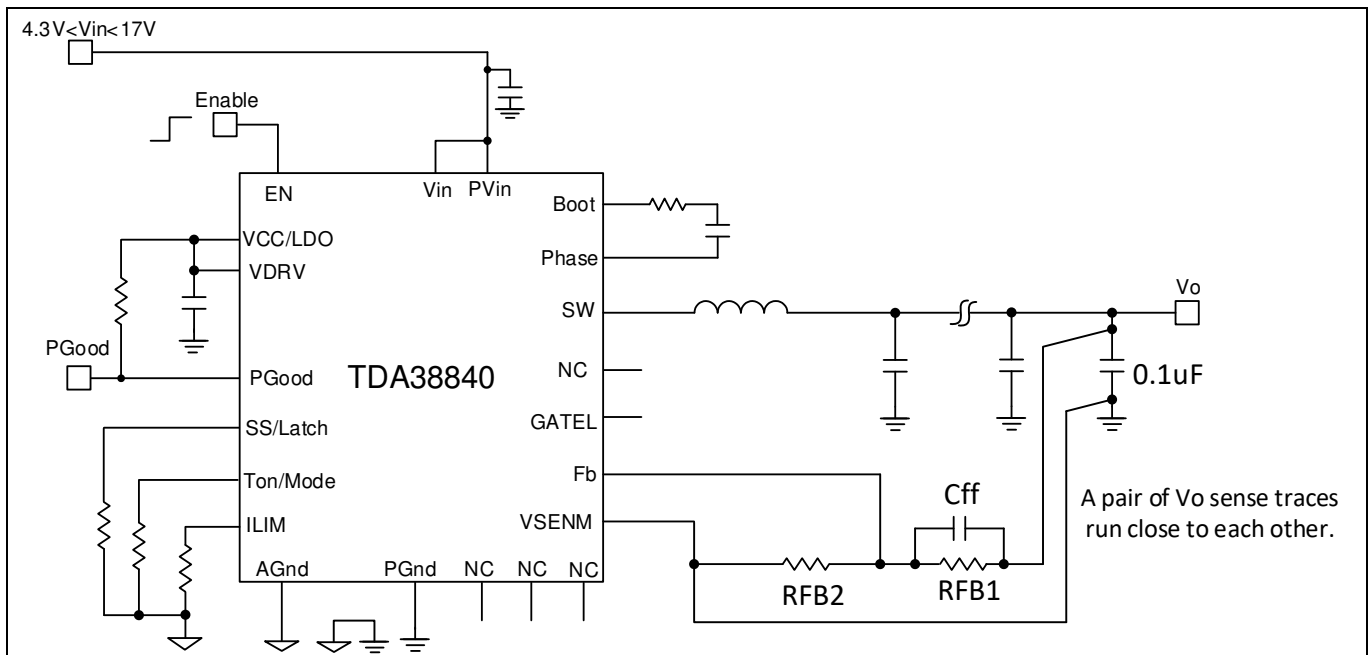 4.3V<Vin<17V
Enable
EN
Vin
PVin
Boot
VCC/LDO
Phase
VDRV
Vo
SW
PGood
PGood
TDA38840
NC
0.1uF
GATEL
SS/Latch
Fb
Ton/Mode
Cff
A pair of Vo sense traces
run close to each other.
ILIM
VSENM
AGnd
PGnd
NC
NC
NC
RFB2
RFB1